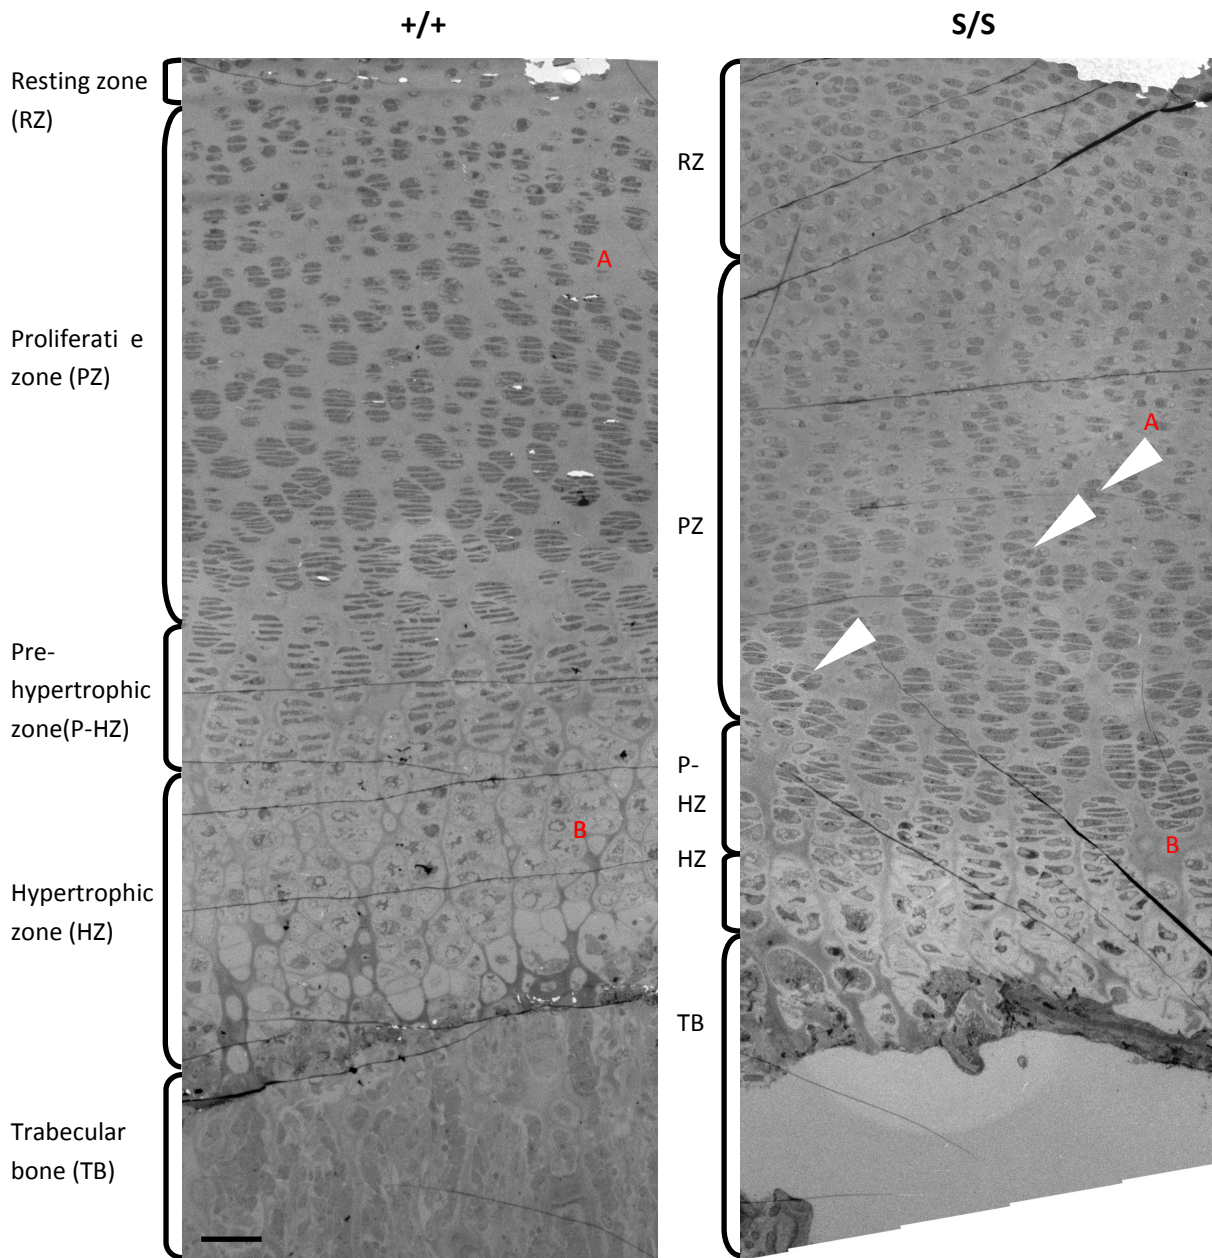 +/+
S/S
Resting zone
(RZ)
Proliferati e
zone (PZ)
Pre-
hypertrophic
zone(P-HZ)
Hypertrophic
zone (HZ)
Trabecular
bone (TB)
A
B
RZ
PZ
P-
HZ
HZ
TB
A
B